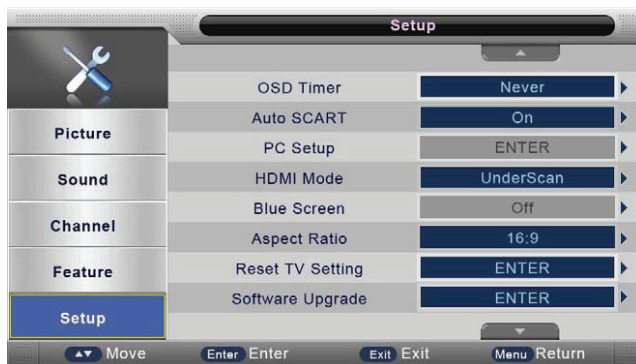 Setup
OSD Timer Never
Auto SCART On
PC Setup ENTER
HDMI Mode UnderScan
Blue Screen Off
Aspect Ratio 16:9
Reset TV Setting ENTER
Software Upgrade ENTER
Picture
Sound
Channel
Feature
Setup
Move Enter Enter Exit Exit Menu Return